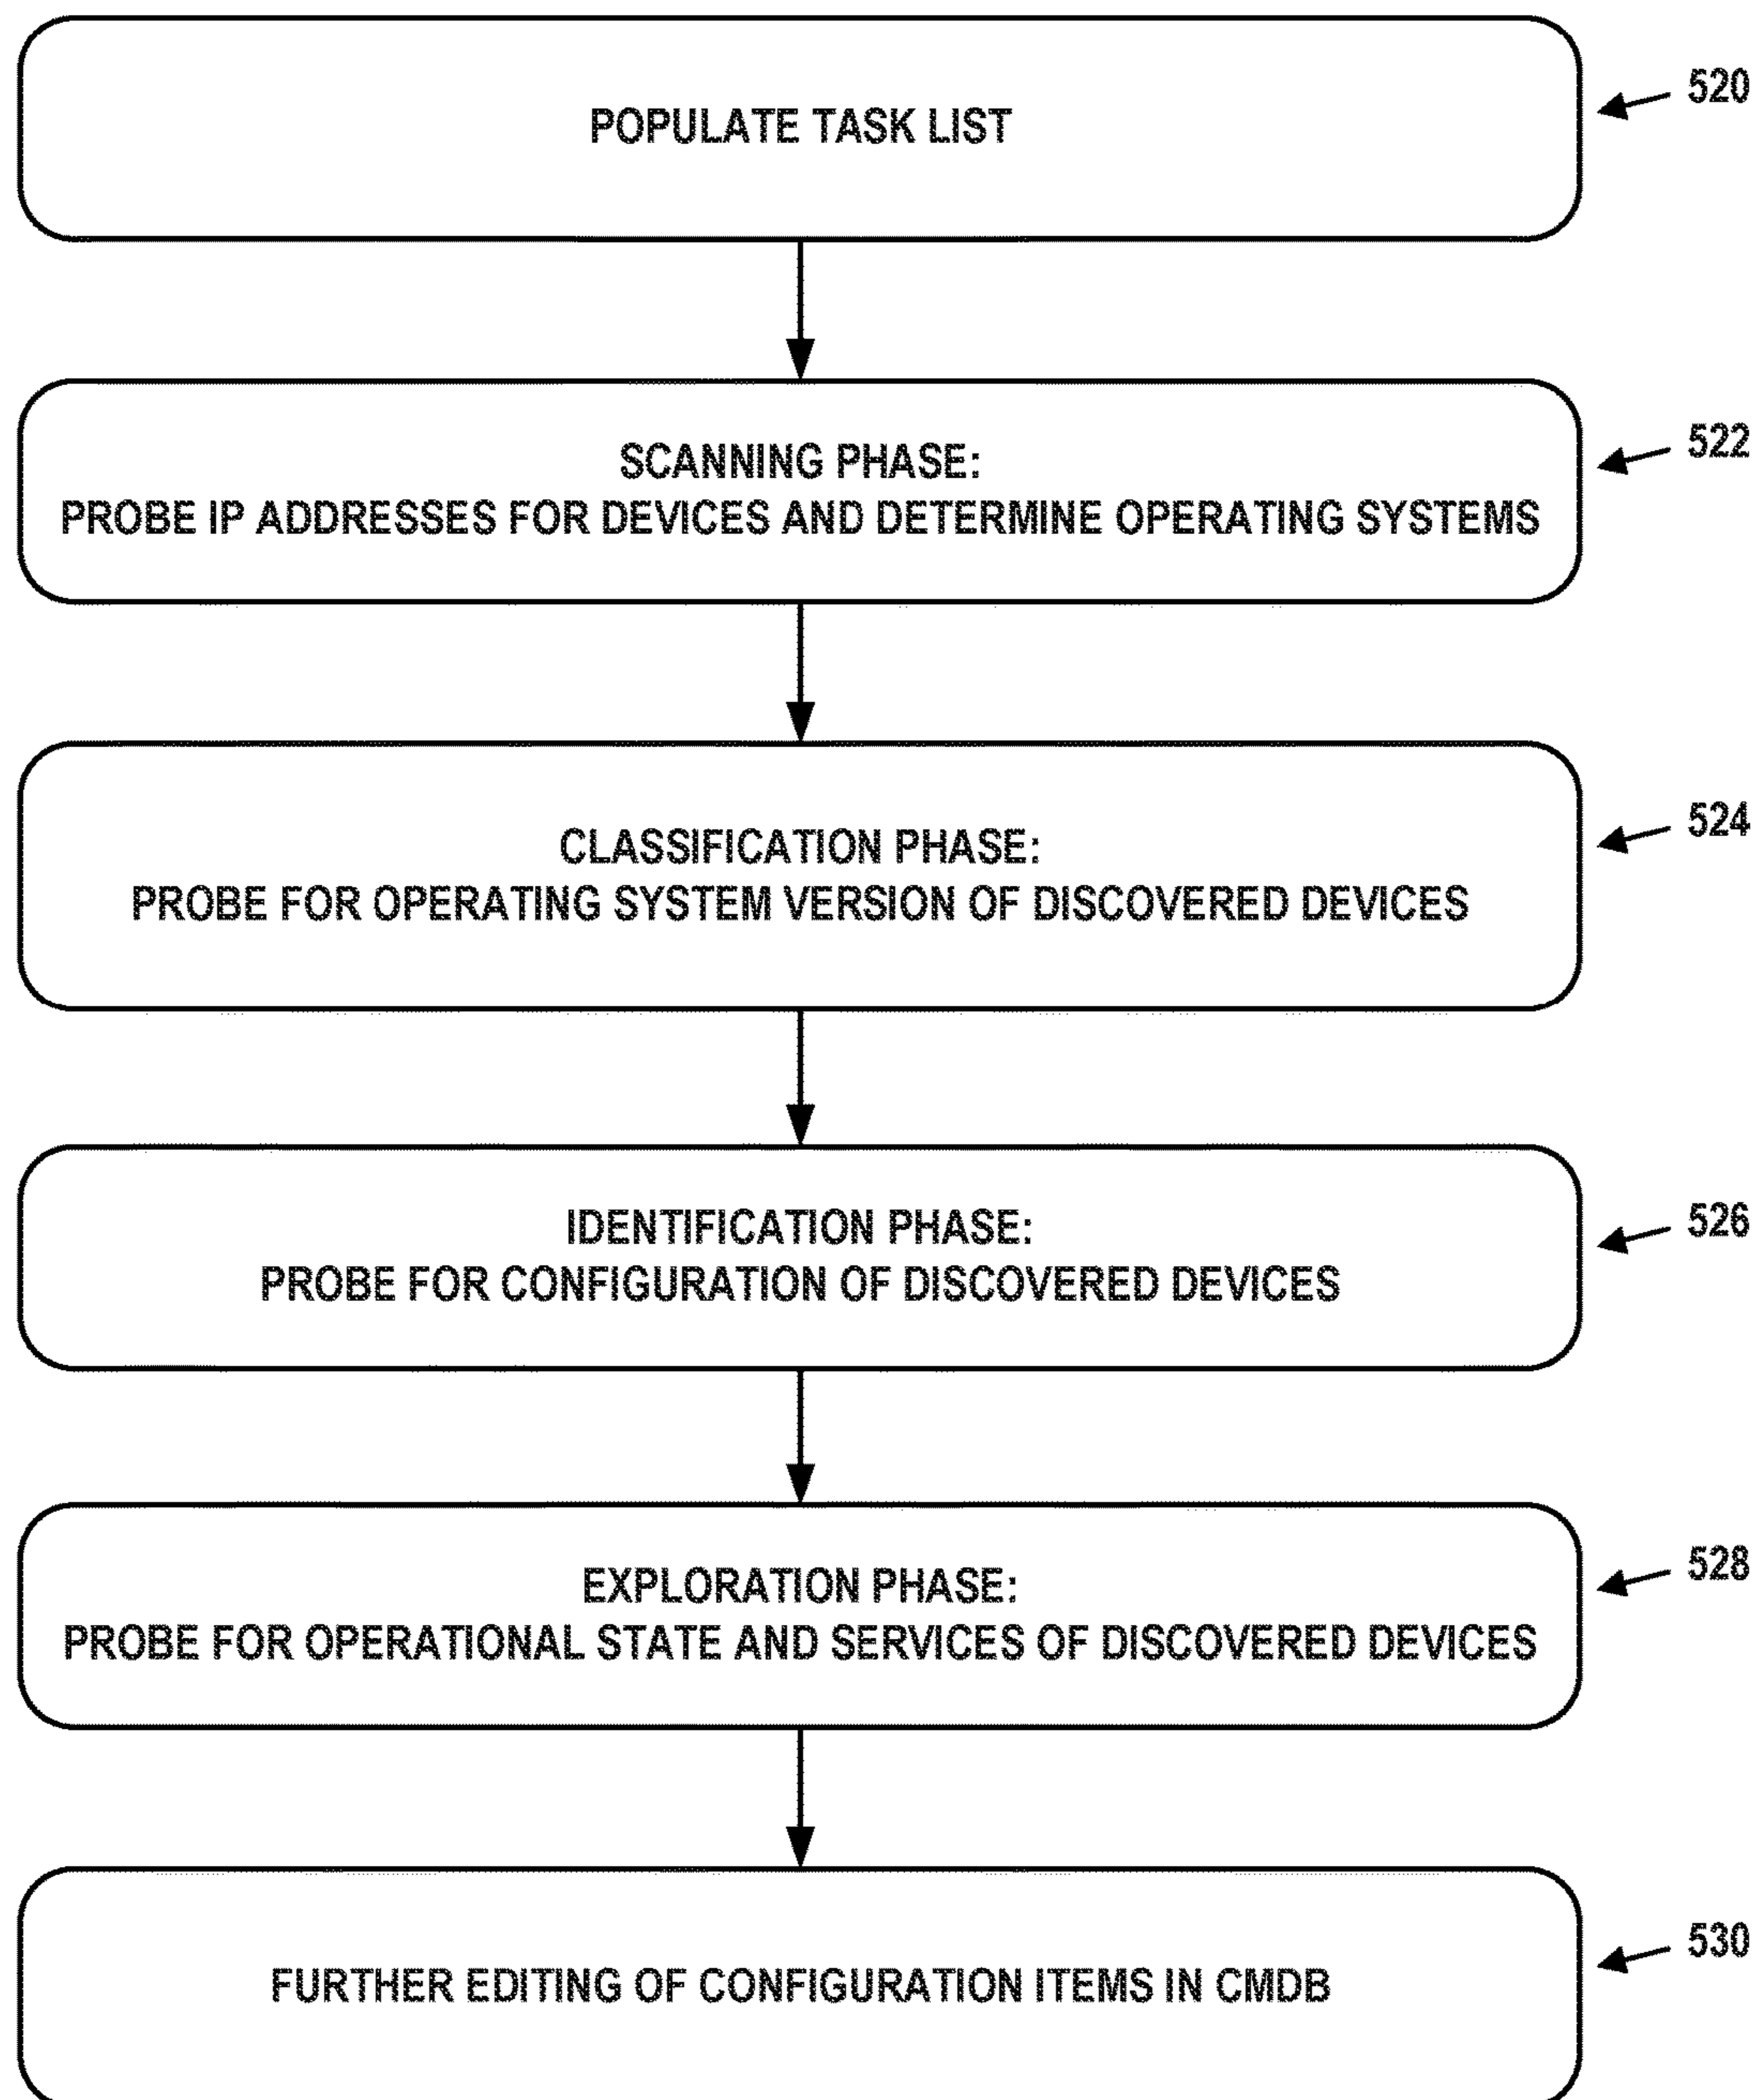 POPULATE TASK LIST
520
SCANNING PHASE:
PROBE IP ADDRESSES FOR DEVICES AND DETERMINE OPERATING SYSTEMS
522
CLASSIFICATION PHASE:
PROBE FOR OPERATING SYSTEM VERSION OF DISCOVERED DEVICES
524
IDENTIFICATION PHASE:
PROBE FOR CONFIGURATION OF DISCOVERED DEVICES
526
EXPLORATION PHASE:
PROBE FOR OPERATIONAL STATE AND SERVICES OF DISCOVERED DEVICES
528
FURTHER EDITING OF CONFIGURATION ITEMS IN CMDB
530